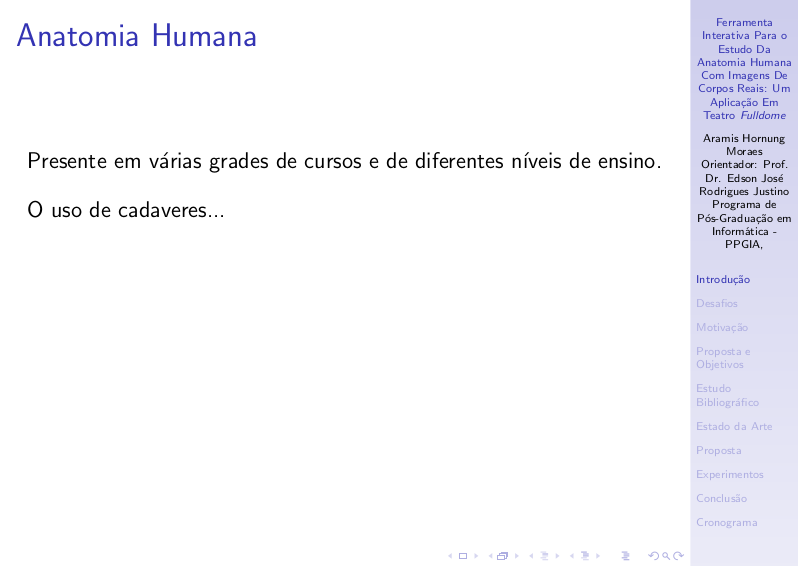 Anatomia Humana
Presente em várias grades de cursos e de diferentes níveis de ensino.
O uso de cadaveres...
Ferramenta
Interativa Para o
Estudo Da
Anatomia Humana
Com Imagens De
Corpos Reais: Um
Aplicação Em
Teatro Fulldome
Aramis Hornung
Moraes
Orientador: Prof.
Dr. Edson José
Rodrigues Justino
Programa de
Pós-Graduação em
Informática -
PPGIA,
Introdução
Desafios
Motivação
Proposta e
Objetivos
Estudo
Bibliográfico
Estado da Arte
Proposta
Experimentos
Conclusão
Cronograma